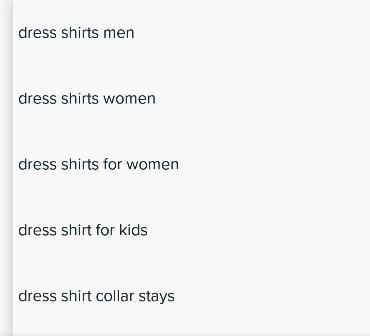 dress shirts men
dress shirts women
dress shirts for women
dress shirt for kids
dress shirt collar stays